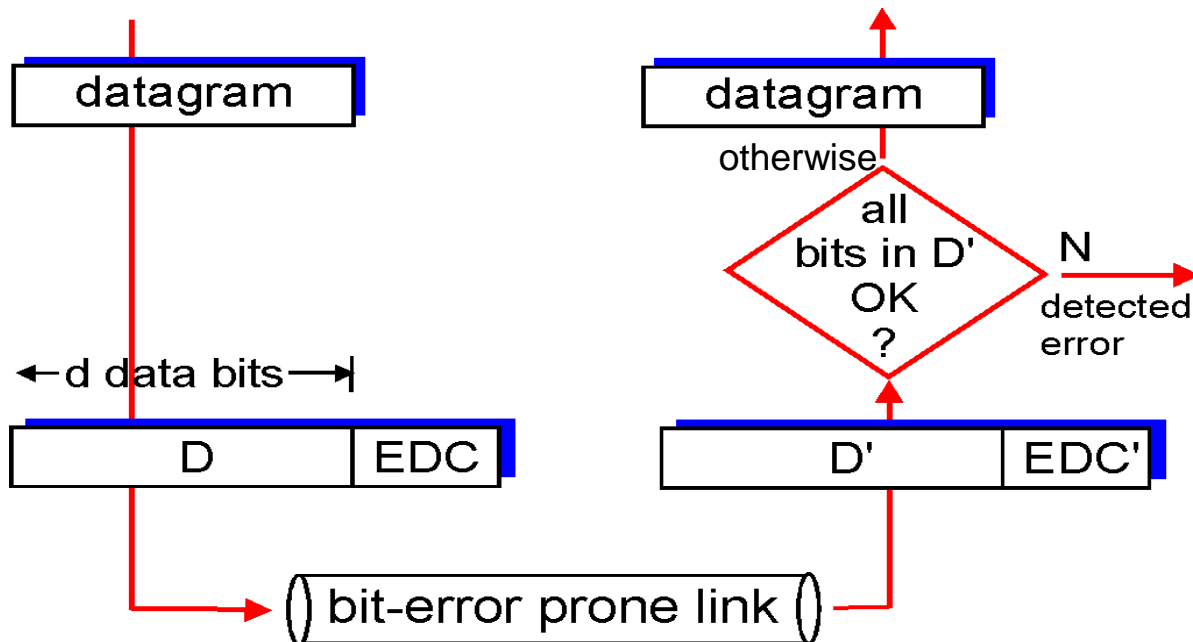 datagram
d data bits
D
EDC
bit-error prone link
datagram
otherwise
all
bits in D'
OK
?
N
detected
error
D'
EDC'